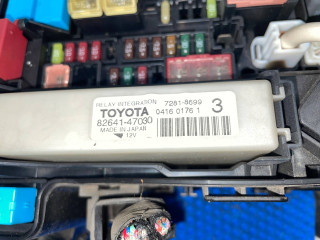 RELAY INTEGRATION 7281-8699
TOYOTA 0416 0176 1 3
82641-47030
MADE IN JAPAN
12V